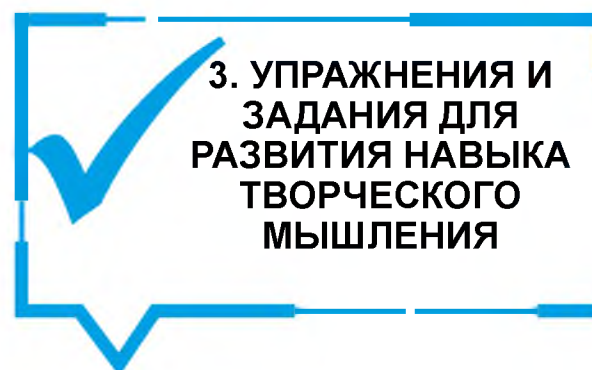 3. УПРАЖНЕНИЯ И
ЗАДАНИЯ ДЛЯ
РАЗВИТИЯ НАВЫКА
ТВОРЧЕСКОГО
МЫШЛЕНИЯ